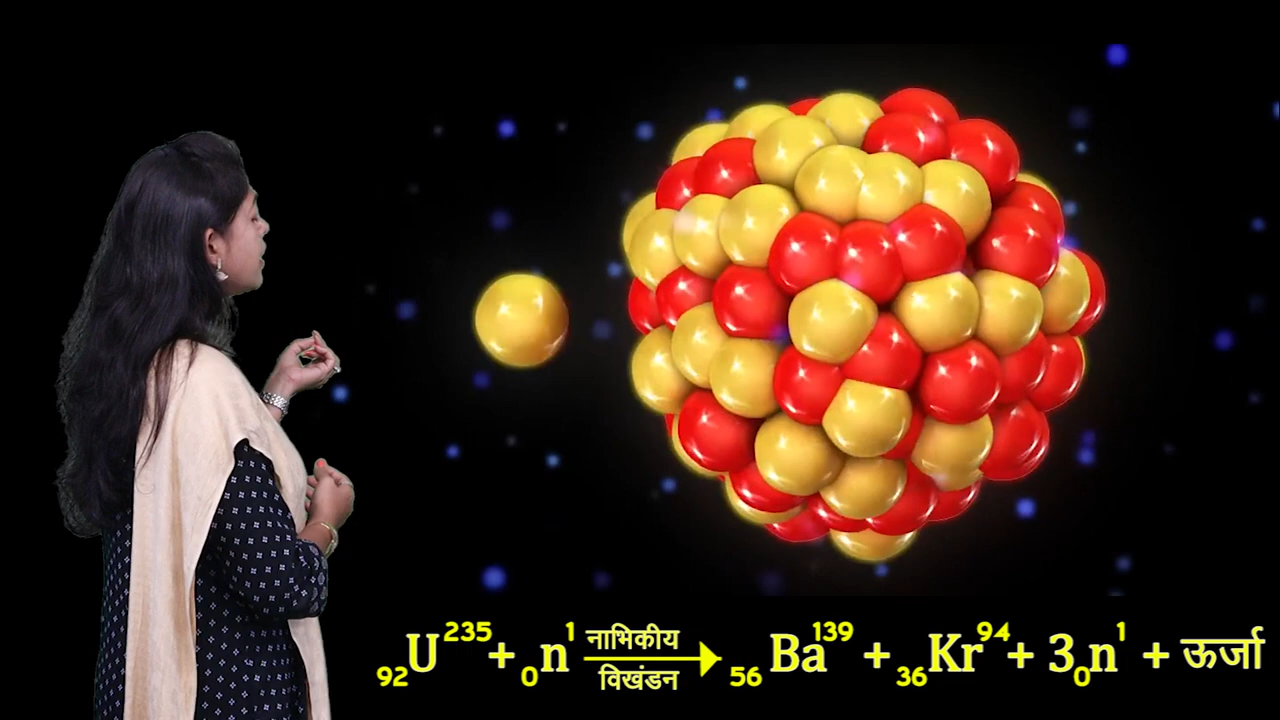 ₉₂U²³⁵ + ₀n¹ नाभिकीय विखंडन → ₅₆Ba¹³⁹ + ₃₆Kr⁹⁴ + 3₀n¹ + ऊर्जा